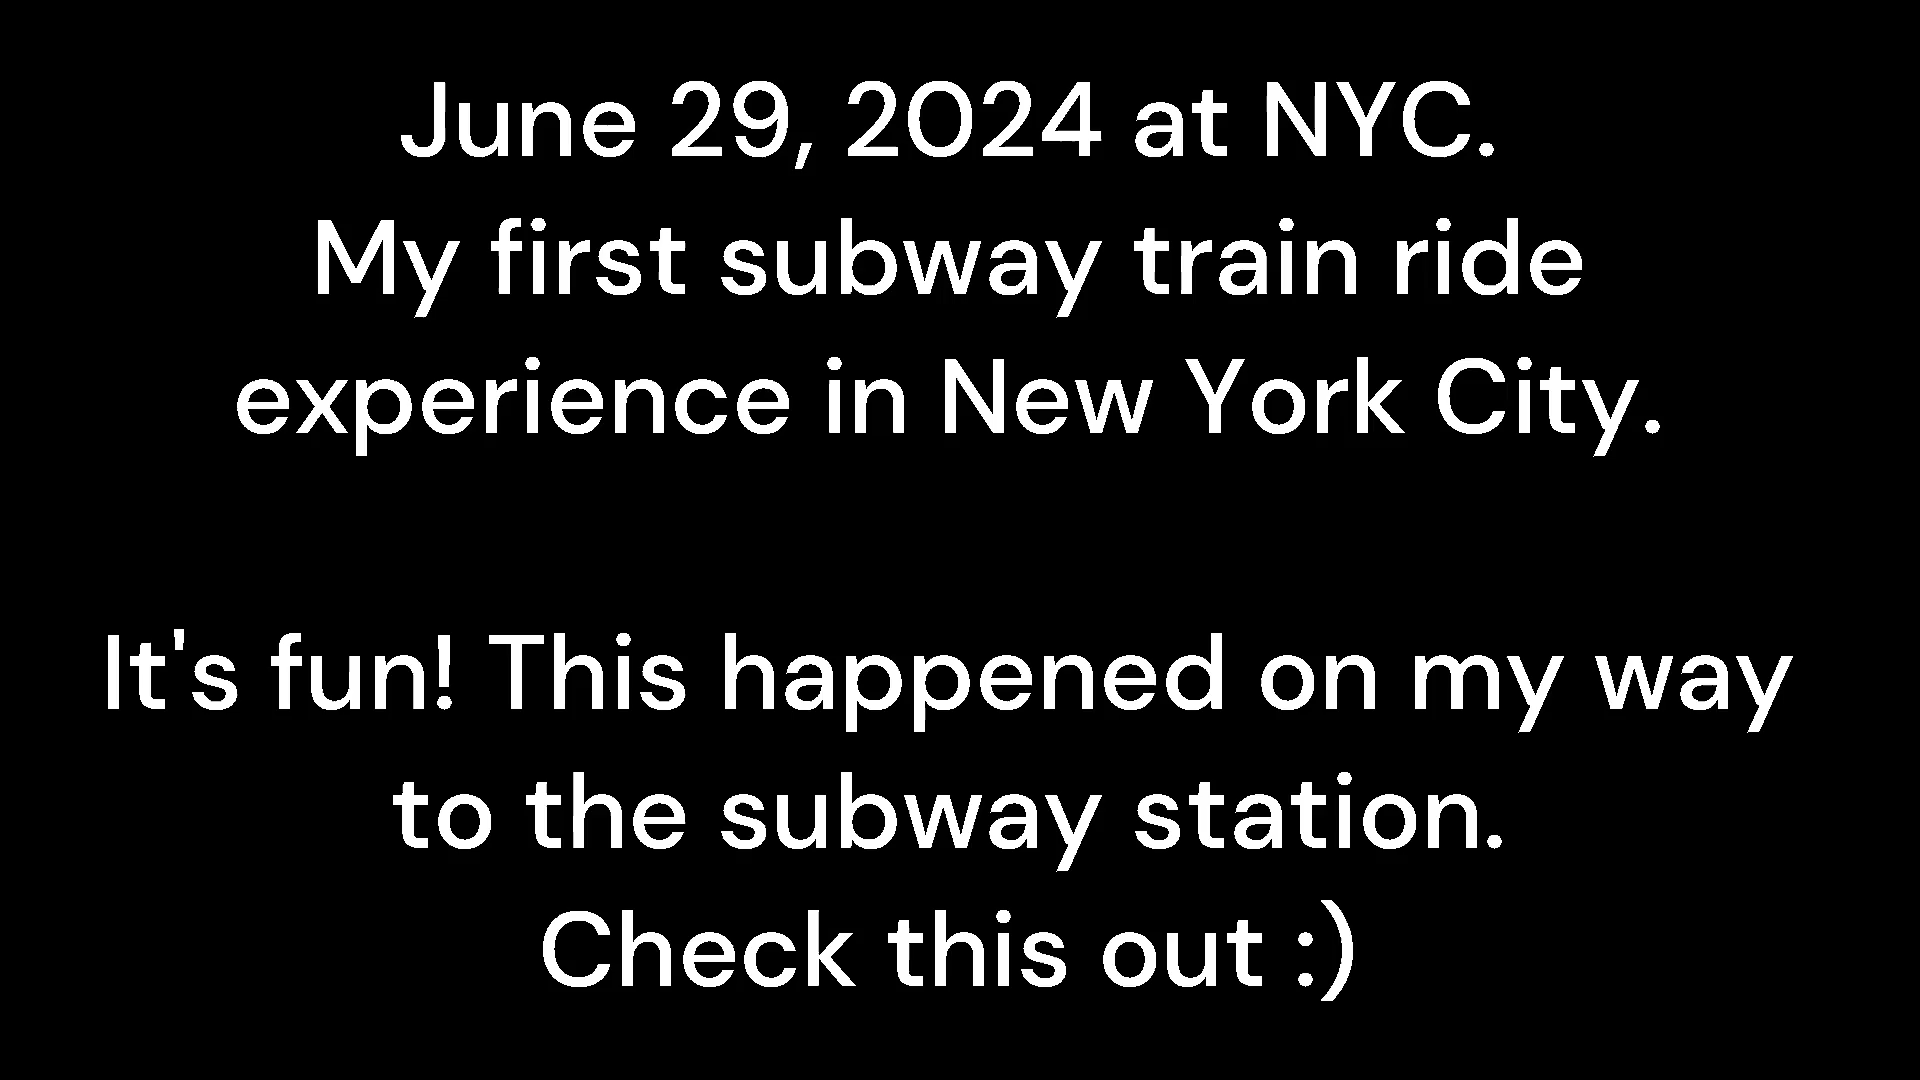 June 29, 2024 at NYC.
My first subway train ride
experience in New York City.
It's fun! This happened on my way
to the subway station.
Check this out :)